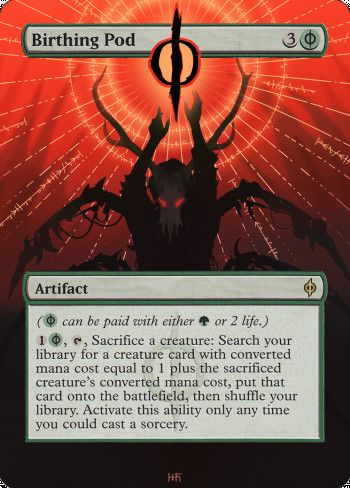 Birthing Pod 3
Artifact
( can be paid with either or 2 life.)
1 , , Sacrifice a creature: Search your
library for a creature card with converted
mana cost equal to 1 plus the sacrificed
creature's converted mana cost, put that
card onto the battlefield, then shuffle your
library. Activate this ability only any time
you could cast a sorcery.